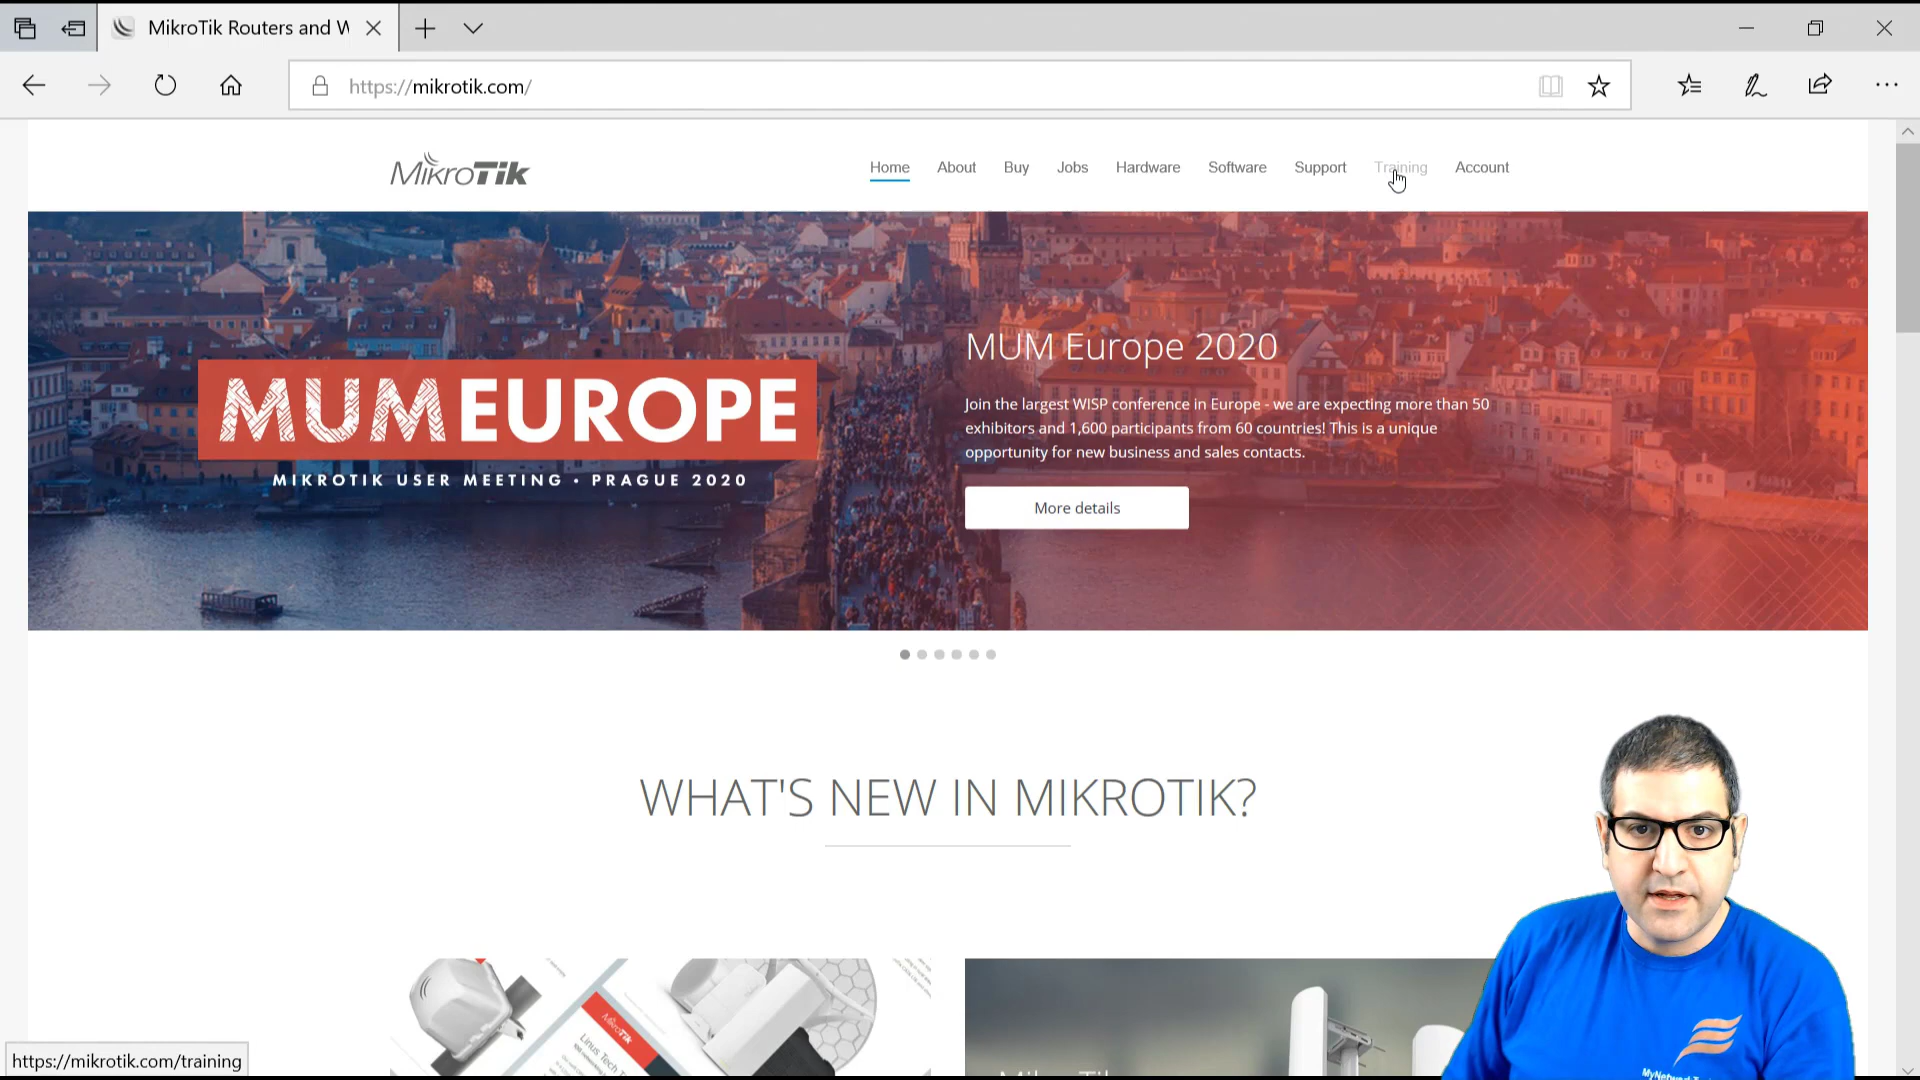 MikroTik Routers and W
https://mikrotik.com/
MikroTik
Home About Buy Jobs Hardware Software Support Training Account
MUM EUROPE
MIKROTIK USER MEETING • PRAGUE 2020
MUM Europe 2020
Join the largest WISP conference in Europe - we are expecting more than 50
exhibitors and 1,600 participants from 60 countries! This is a unique
opportunity for new business and sales contacts.
More details
WHAT'S NEW IN MIKROTIK?
MikroTik
Linus Tech T
https://mikrotik.com/training